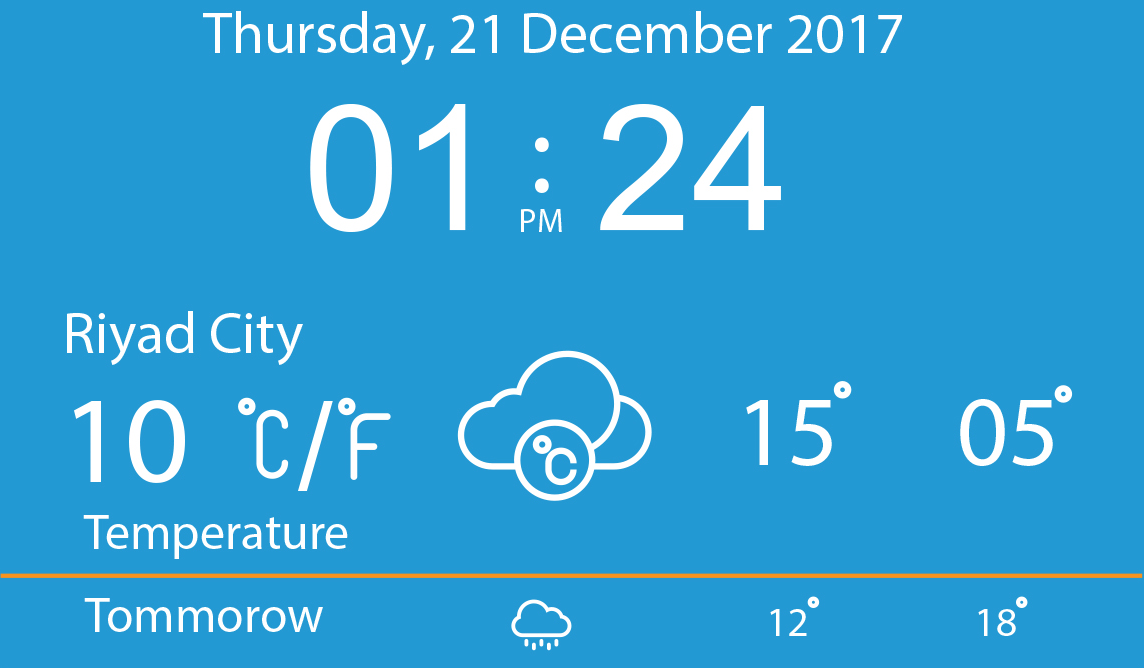 Thursday, 21 December 2017
01 : 24
PM
Riyad City
10 °C/°F °C 15° 05°
Temperature
Tommorow 12° 18°